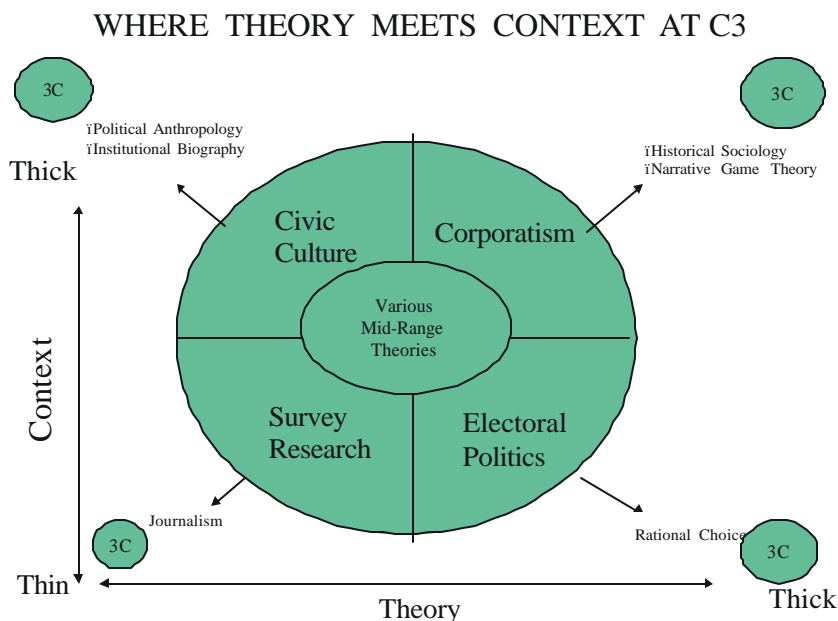 WHERE THEORY MEETS CONTEXT AT C3
3C
3C
ïPolitical Anthropology
ïInstitutional Biography
ïHistorical Sociology
ïNarrative Game Theory
Thick
Civic
Culture
Corporatism
Various
Mid-Range
Theories
Context
Survey
Research
Electoral
Politics
Journalism
Rational Choice
3C
3C
Thin
Theory
Thick